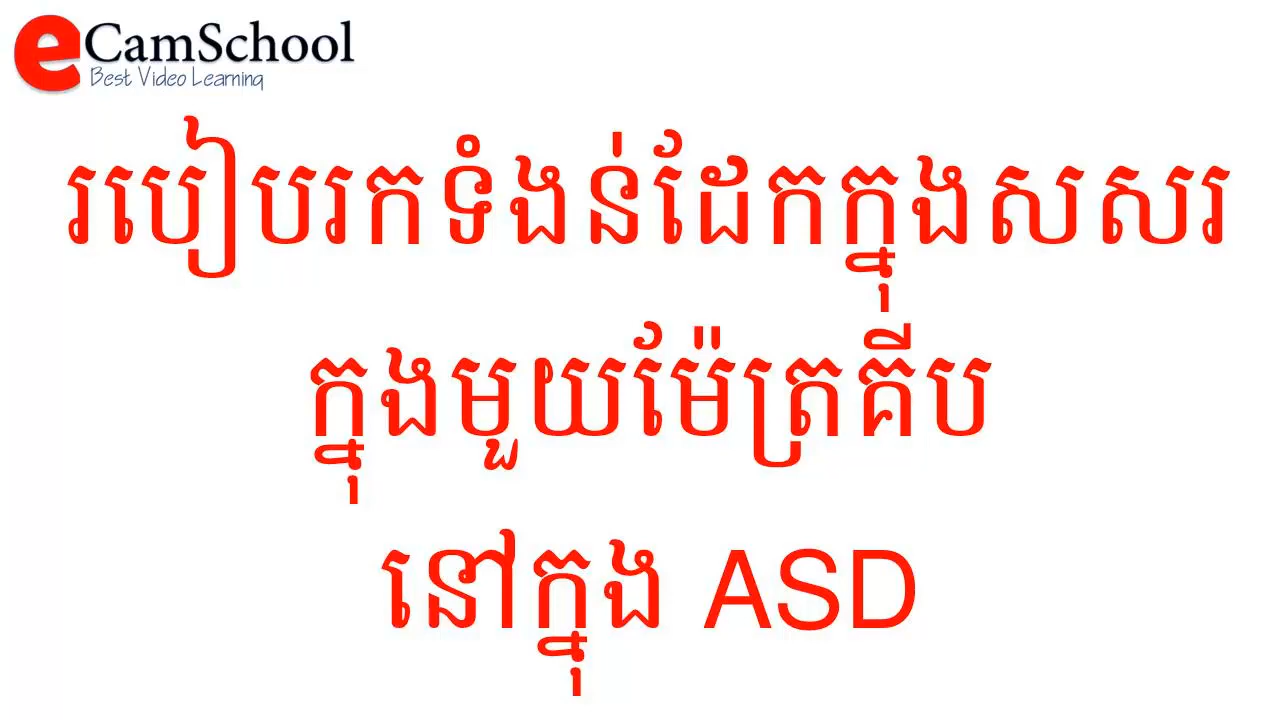 eCamSchool
Best Video Learning
របៀបរកទំងន់ដែកក្នុងសសរ
ក្នុងមួយម៉ែត្រគីប
នៅក្នុង ASD